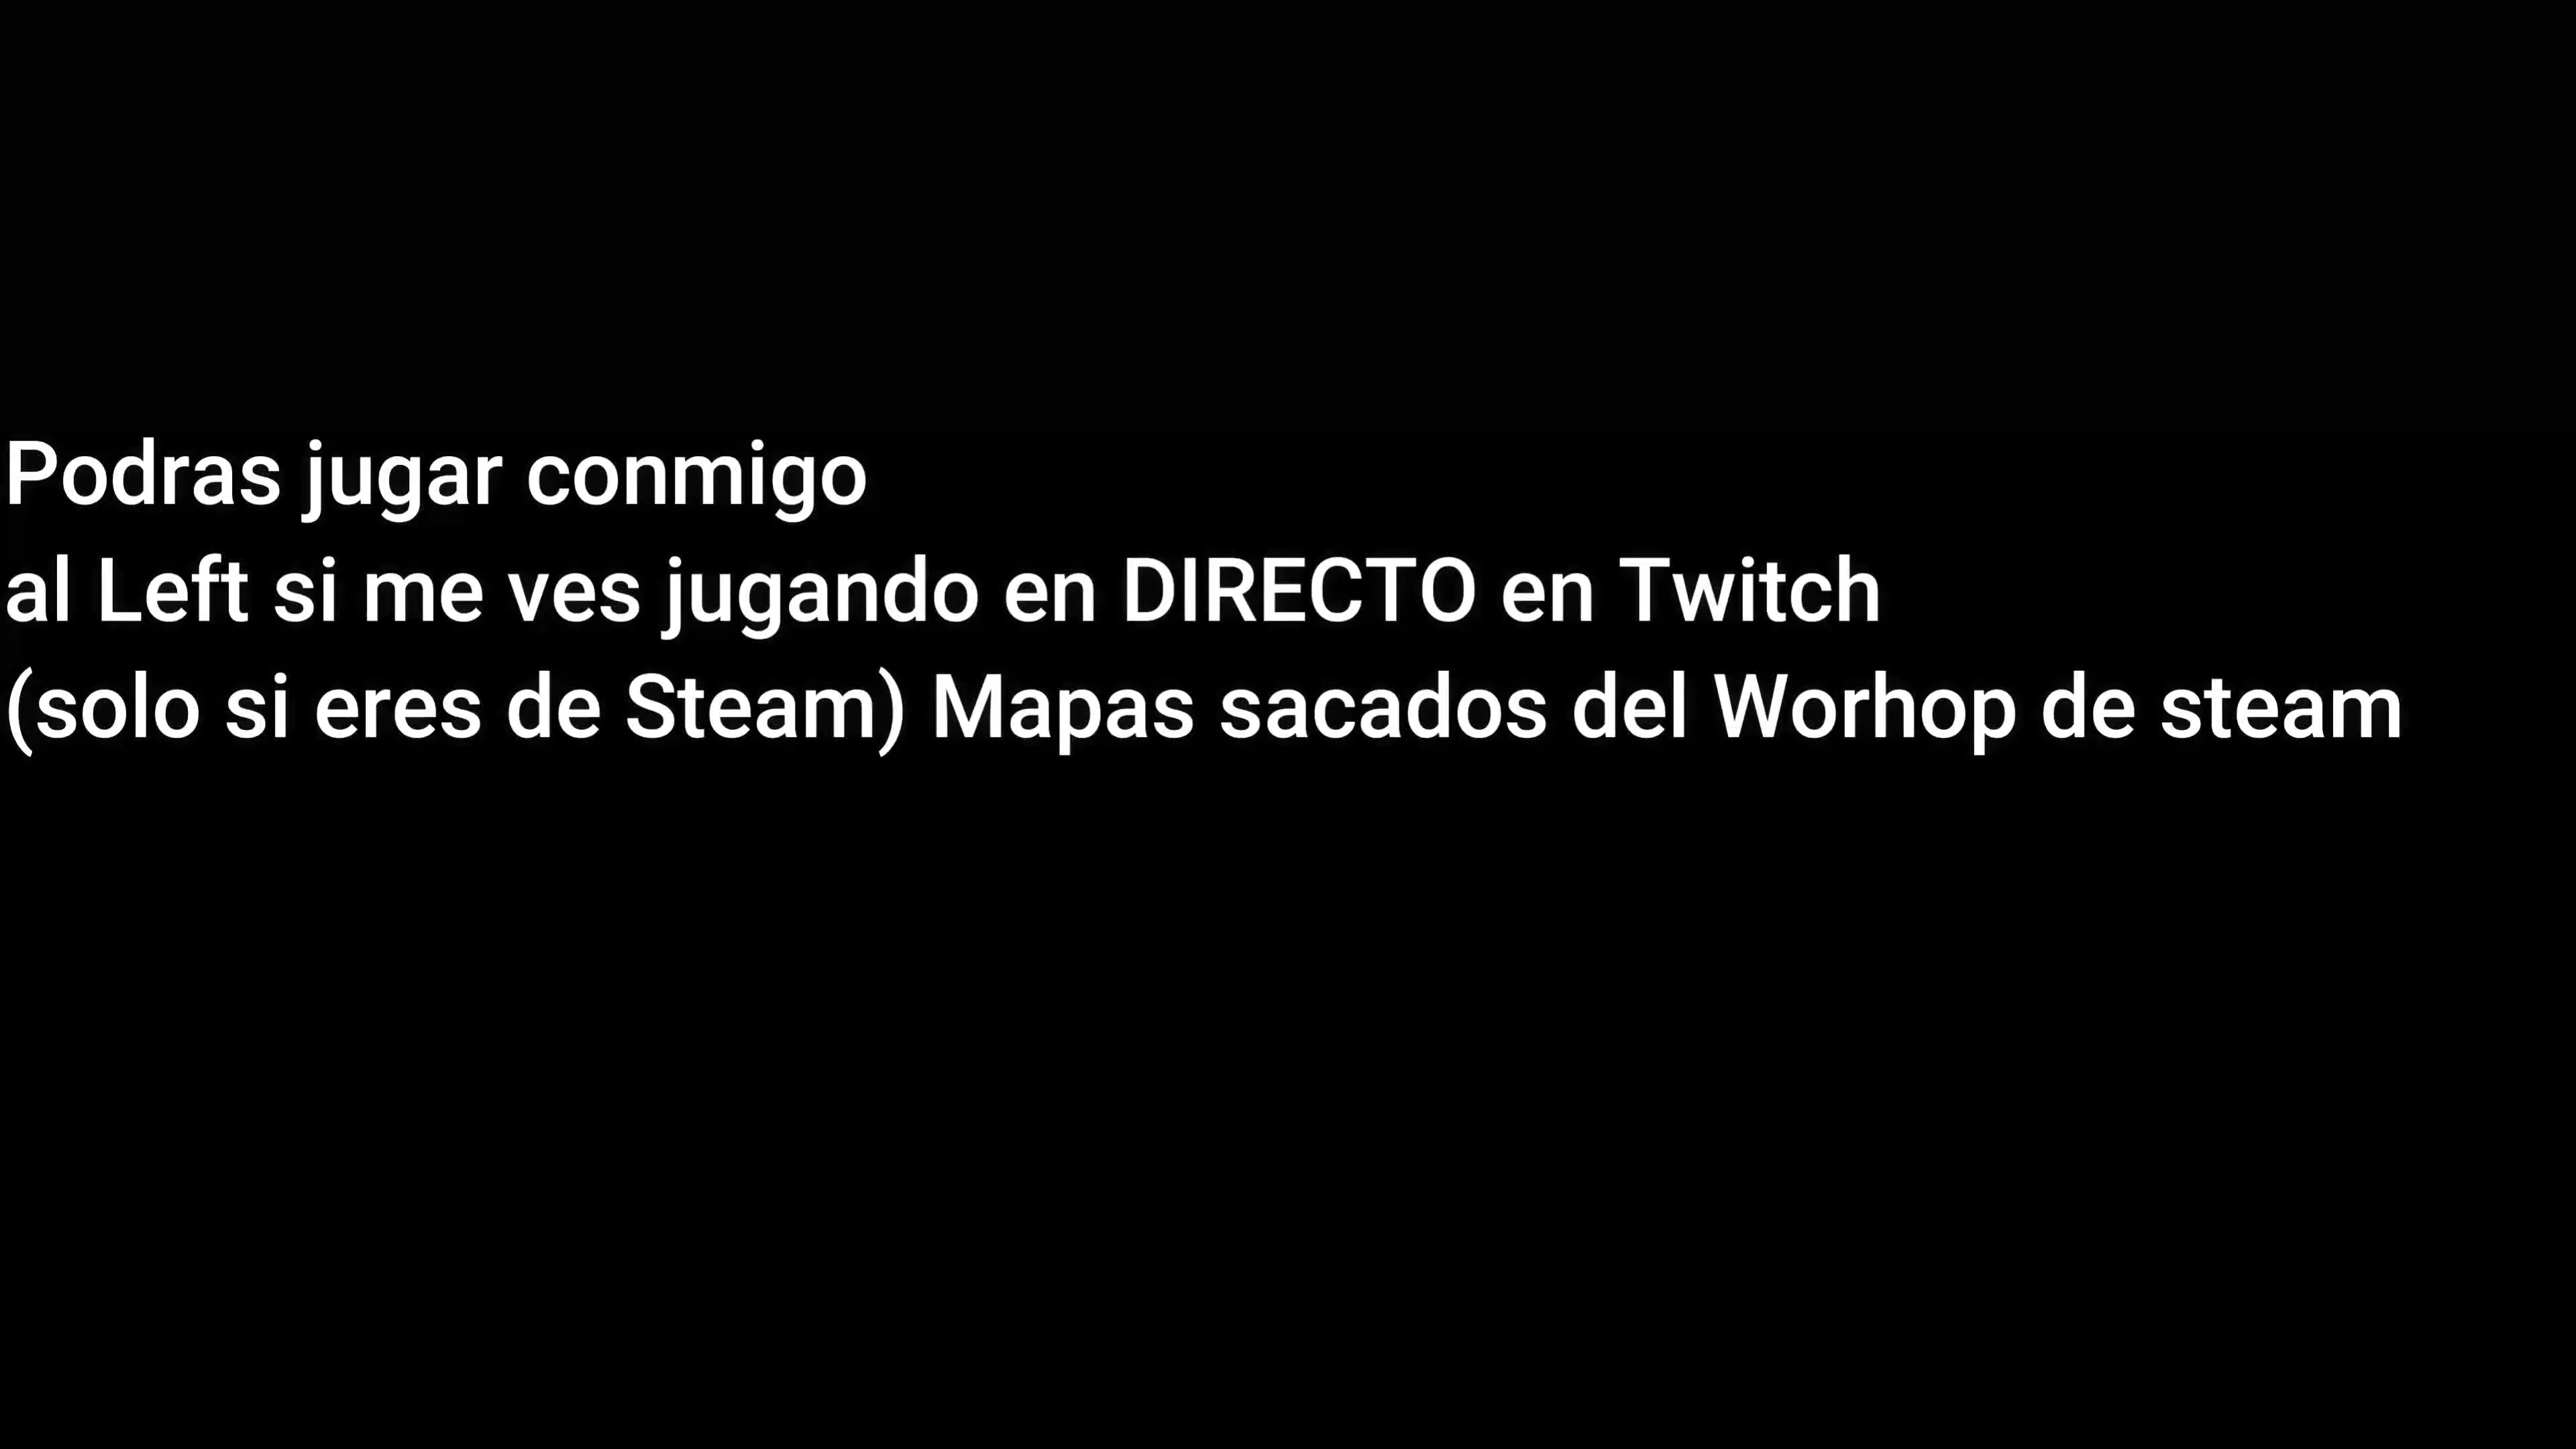 Podras jugar conmigo
al Left si me ves jugando en DIRECTO en Twitch
(solo si eres de Steam) Mapas sacados del Worhop de steam